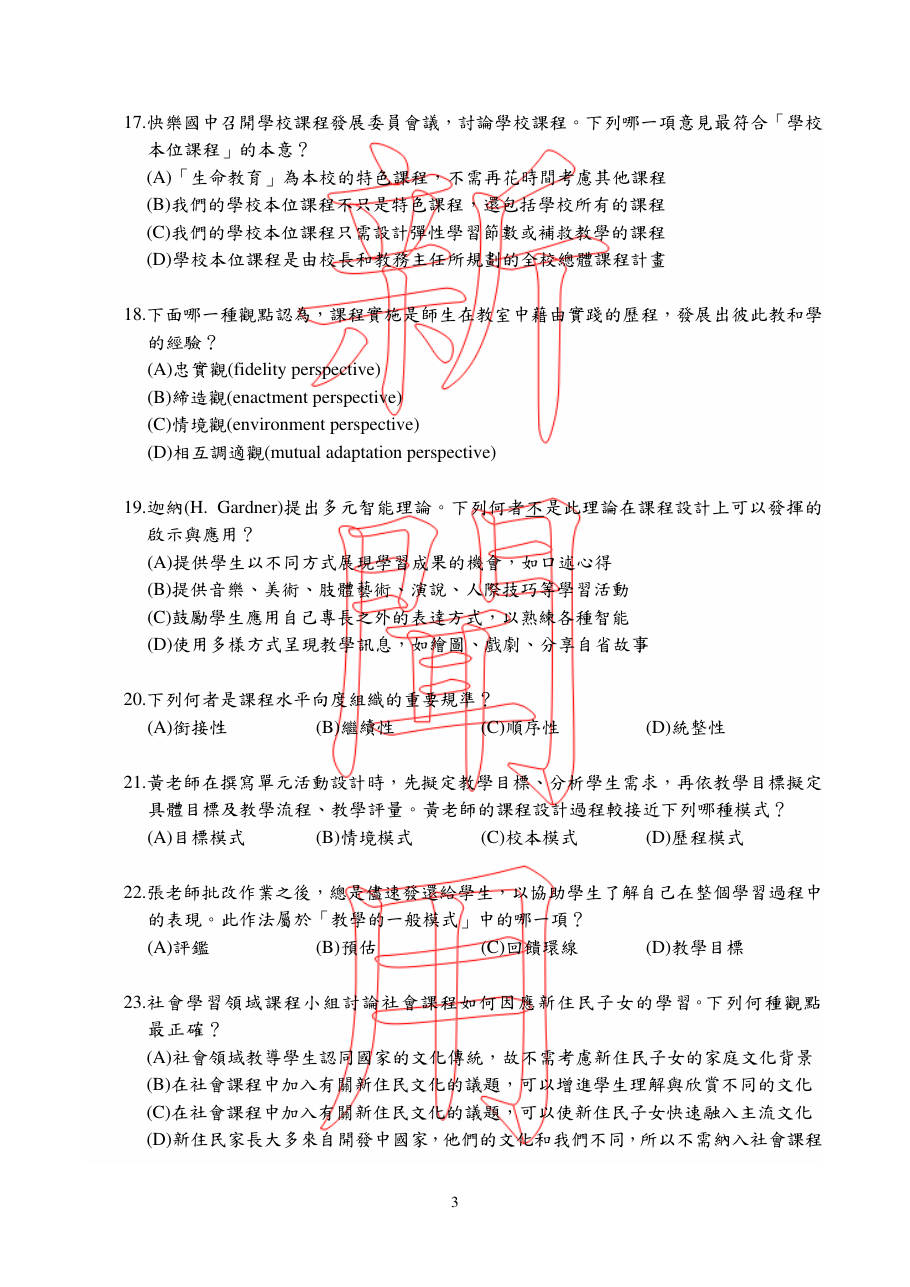 17.快樂國中召開學校課程發展委員會議，討論學校課程。下列哪一項意見最符合「學校
本位課程」的本意？
(A)「生命教育」為本校的特色課程，不需再花時間考慮其他課程
(B)我們的學校本位課程不只是特色課程，還包括學校所有的課程
(C)我們的學校本位課程只需設計彈性學習節數或補救教學的課程
(D)學校本位課程是由校長和教務主任所規劃的全校總體課程計畫
18.下面哪一種觀點認為，課程實施是師生在教室中藉由實踐的歷程，發展出彼此教和學
的經驗？
(A)忠實觀(fidelity perspective)
(B)締造觀(enactment perspective)
(C)情境觀(environment perspective)
(D)相互調適觀(mutual adaptation perspective)
19.迦納(H. Gardner)提出多元智能理論。下列何者不是此理論在課程設計上可以發揮的
啟示與應用？
(A)提供學生以不同方式展現學習成果的機會，如口述心得
(B)提供音樂、美術、肢體藝術、演說、人際技巧等學習活動
(C)鼓勵學生應用自己專長之外的表達方式，以熟練各種智能
(D)使用多樣方式呈現教學訊息，如繪圖、戲劇、分享自省故事
20.下列何者是課程水平向度組織的重要規準？
(A)銜接性 (B)繼續性 (C)順序性 (D)統整性
21.黃老師在撰寫單元活動設計時，先擬定教學目標、分析學生需求，再依教學目標擬定
具體目標及教學流程、教學評量。黃老師的課程設計過程較接近下列哪種模式？
(A)目標模式 (B)情境模式 (C)校本模式 (D)歷程模式
22.張老師批改作業之後，總是儘速發還給學生，以協助學生了解自己在整個學習過程中
的表現。此作法屬於「教學的一般模式」中的哪一項？
(A)評鑑 (B)預估 (C)回饋環線 (D)教學目標
23.社會學習領域課程小組討論社會課程如何因應新住民子女的學習。下列何種觀點
最正確？
(A)社會領域教導學生認同國家的文化傳統，故不需考慮新住民子女的家庭文化背景
(B)在社會課程中加入有關新住民文化的議題，可以增進學生理解與欣賞不同的文化
(C)在社會課程中加入有關新住民文化的議題，可以使新住民子女快速融入主流文化
(D)新住民家長大多來自開發中國家，他們的文化和我們不同，所以不需納入社會課程
新聞用
3